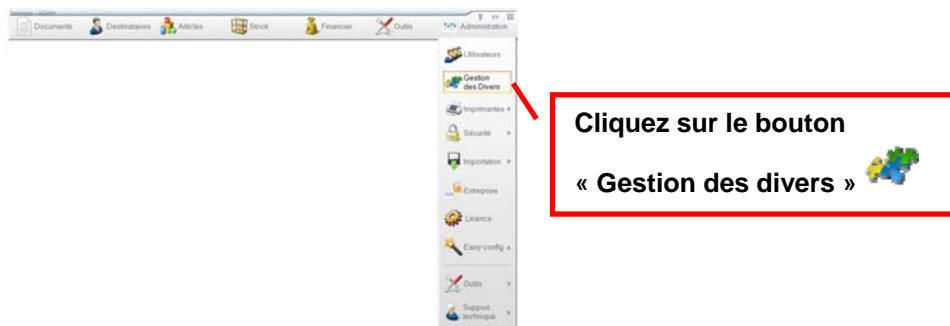 Documents Destinataires Articles Stock Financier Outils Administration
Utilisateurs
Gestion
des Divers
Imprimantes
Sécurité
Importation
Entreprise
Licence
Easy-config
Outils
Support
technique
Cliquez sur le bouton
« Gestion des divers »